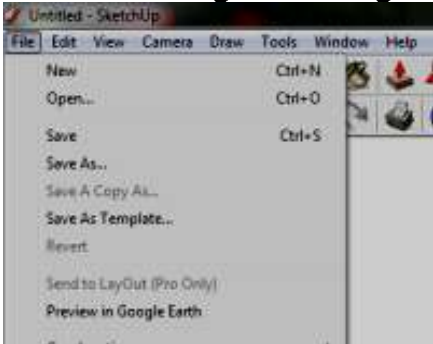 Untitled - SketchUp
File Edit View Camera Draw Tools Window Help
New Ctrl+N
Open... Ctrl+O
Save Ctrl+S
Save As...
Save A Copy As...
Save As Template...
Revert
Send to LayOut (Pro Only)
Preview in Google Earth